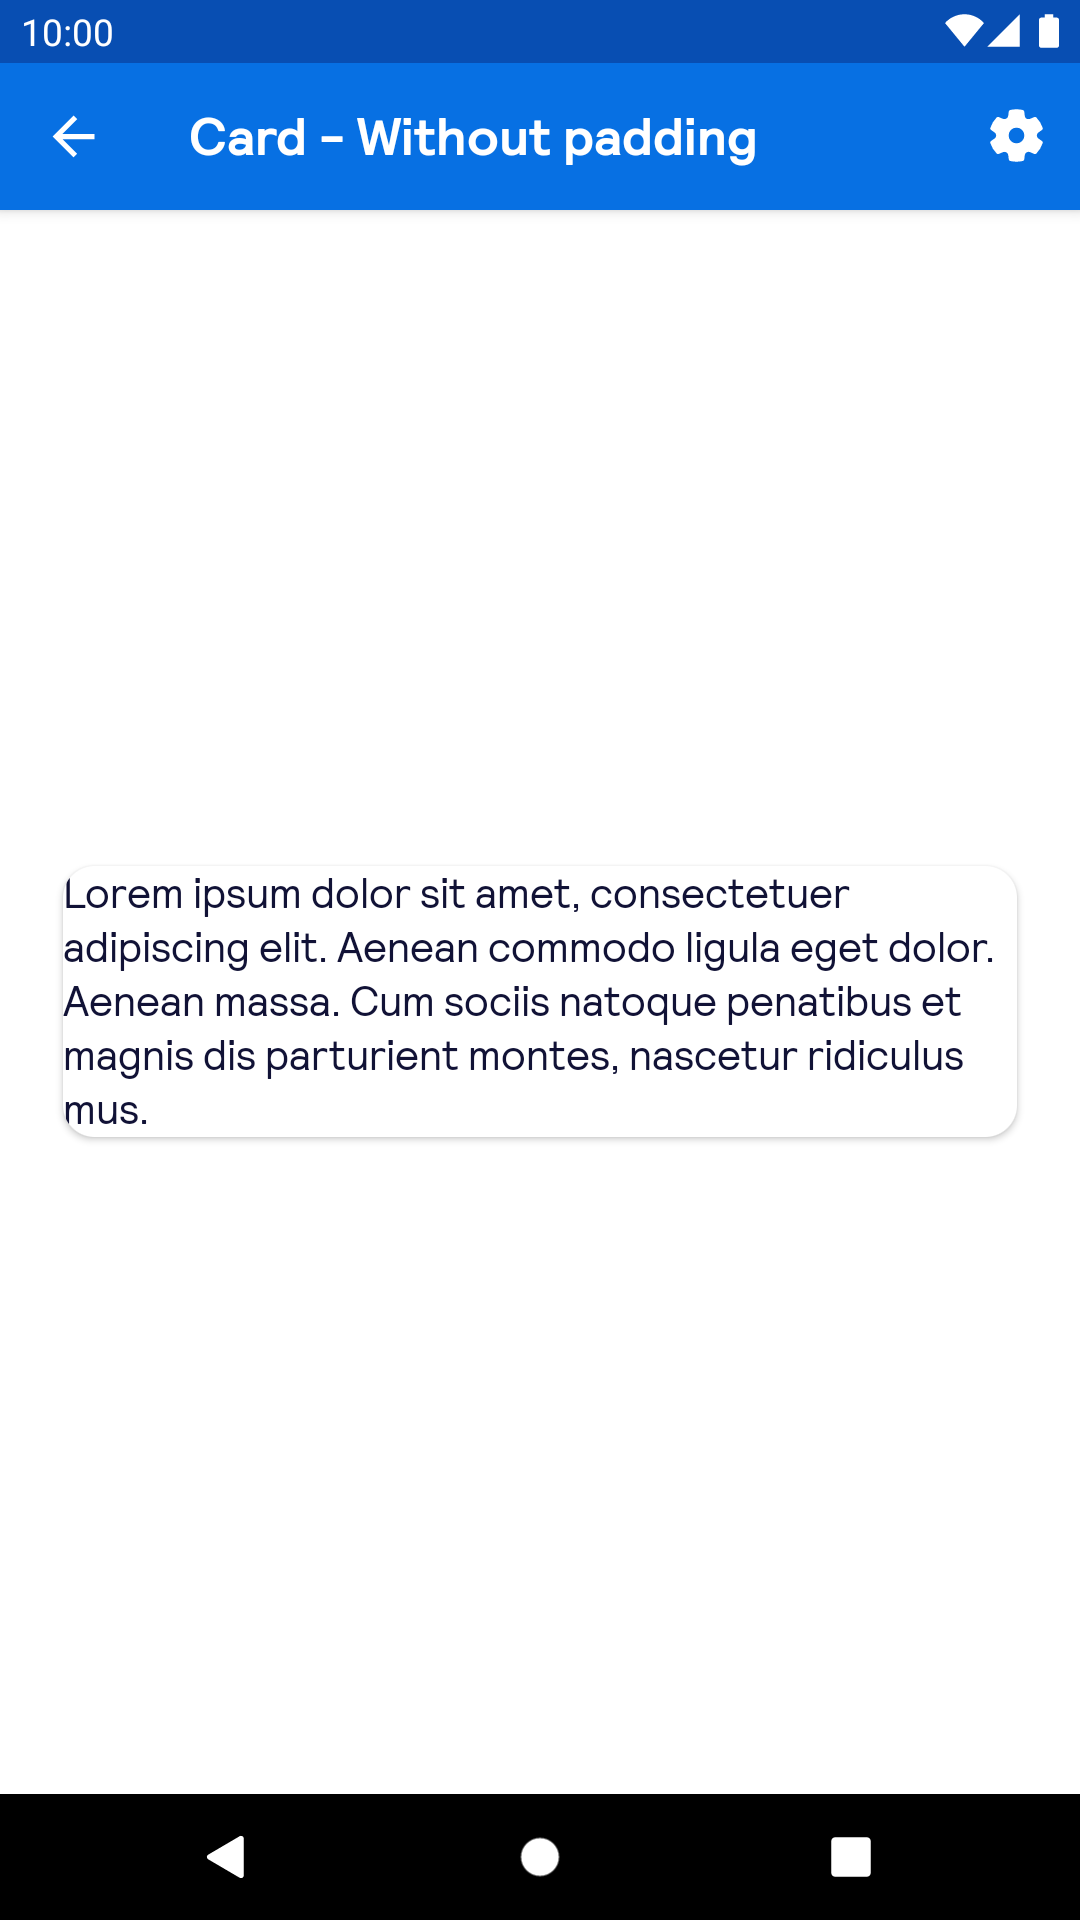 10:00
Card - Without padding
Lorem ipsum dolor sit amet, consectetuer
adipiscing elit. Aenean commodo ligula eget dolor.
Aenean massa. Cum sociis natoque penatibus et
magnis dis parturient montes, nascetur ridiculus
mus.